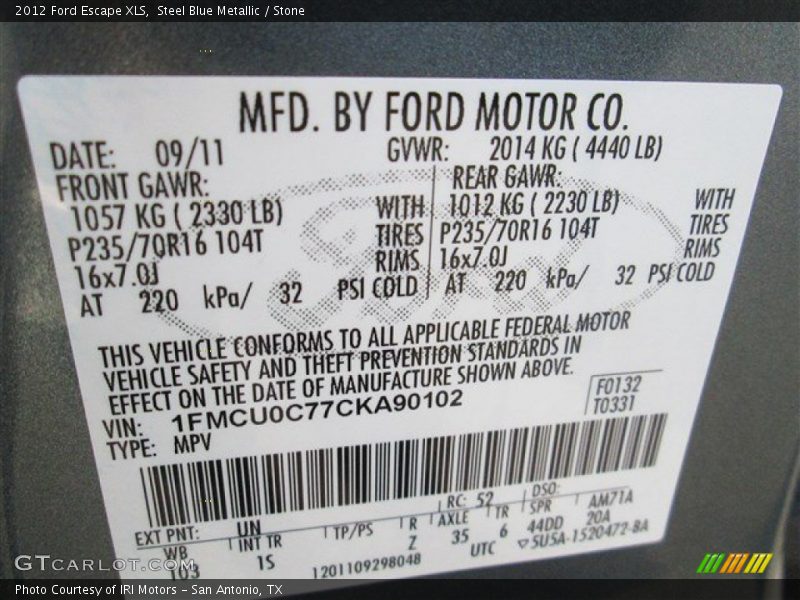 2012 Ford Escape XLS,  Steel Blue Metallic / Stone
MFD. BY FORD MOTOR CO.
DATE: 09/11 GVWR: 2014 KG ( 4440 LB)
FRONT GAWR: REAR GAWR:
1057 KG ( 2330 LB) WITH 1012 KG ( 2230 LB) WITH
P235/70R16 104T TIRES P235/70R16 104T TIRES
16x7.0J RIMS 16x7.0J RIMS
AT 220 kPa/ 32 PSI COLD AT 220 kPa/ 32 PSI COLD
THIS VEHICLE CONFORMS TO ALL APPLICABLE FEDERAL MOTOR
VEHICLE SAFETY AND THEFT PREVENTION STANDARDS IN
EFFECT ON THE DATE OF MANUFACTURE SHOWN ABOVE.
VIN: 1FMCU0C77CKA90102 F0132
TYPE: MPV T0331
EXT PNT: UN RC: 52 DSO:
WB INT TR TP/PS R AXLE TR SPR AM71A
103 1S Z 35 6 44DD 20A
1201109298048 UTC ▽5U5A-1520472-BA
GTCarLot.com
Photo Courtesy of IRI Motors – San Antonio, TX